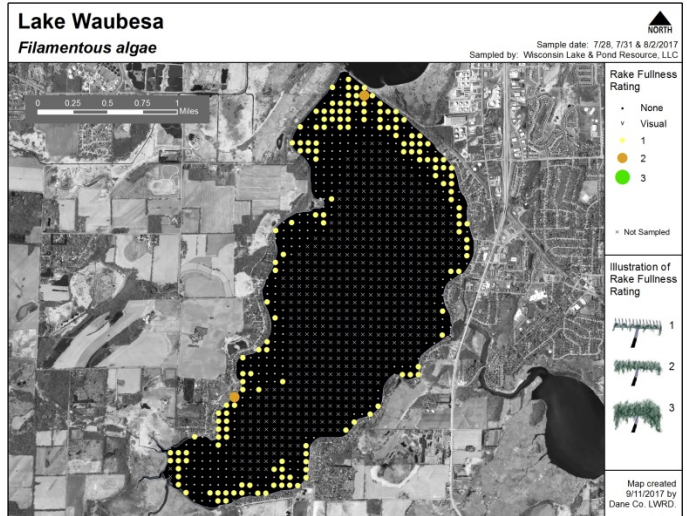 Lake Waubesa
Filamentous algae
NORTH
Sample date: 7/28, 7/31 & 8/2/2017
Sampled by: Wisconsin Lake & Pond Resource, LLC
0 0.25 0.5 0.75 1
Miles
Rake Fullness
Rating
None
v Visual
1
2
3
× Not Sampled
Illustration of
Rake Fullness
Rating
1
2
3
Map created
9/11/2017 by
Dane Co. LWRD.